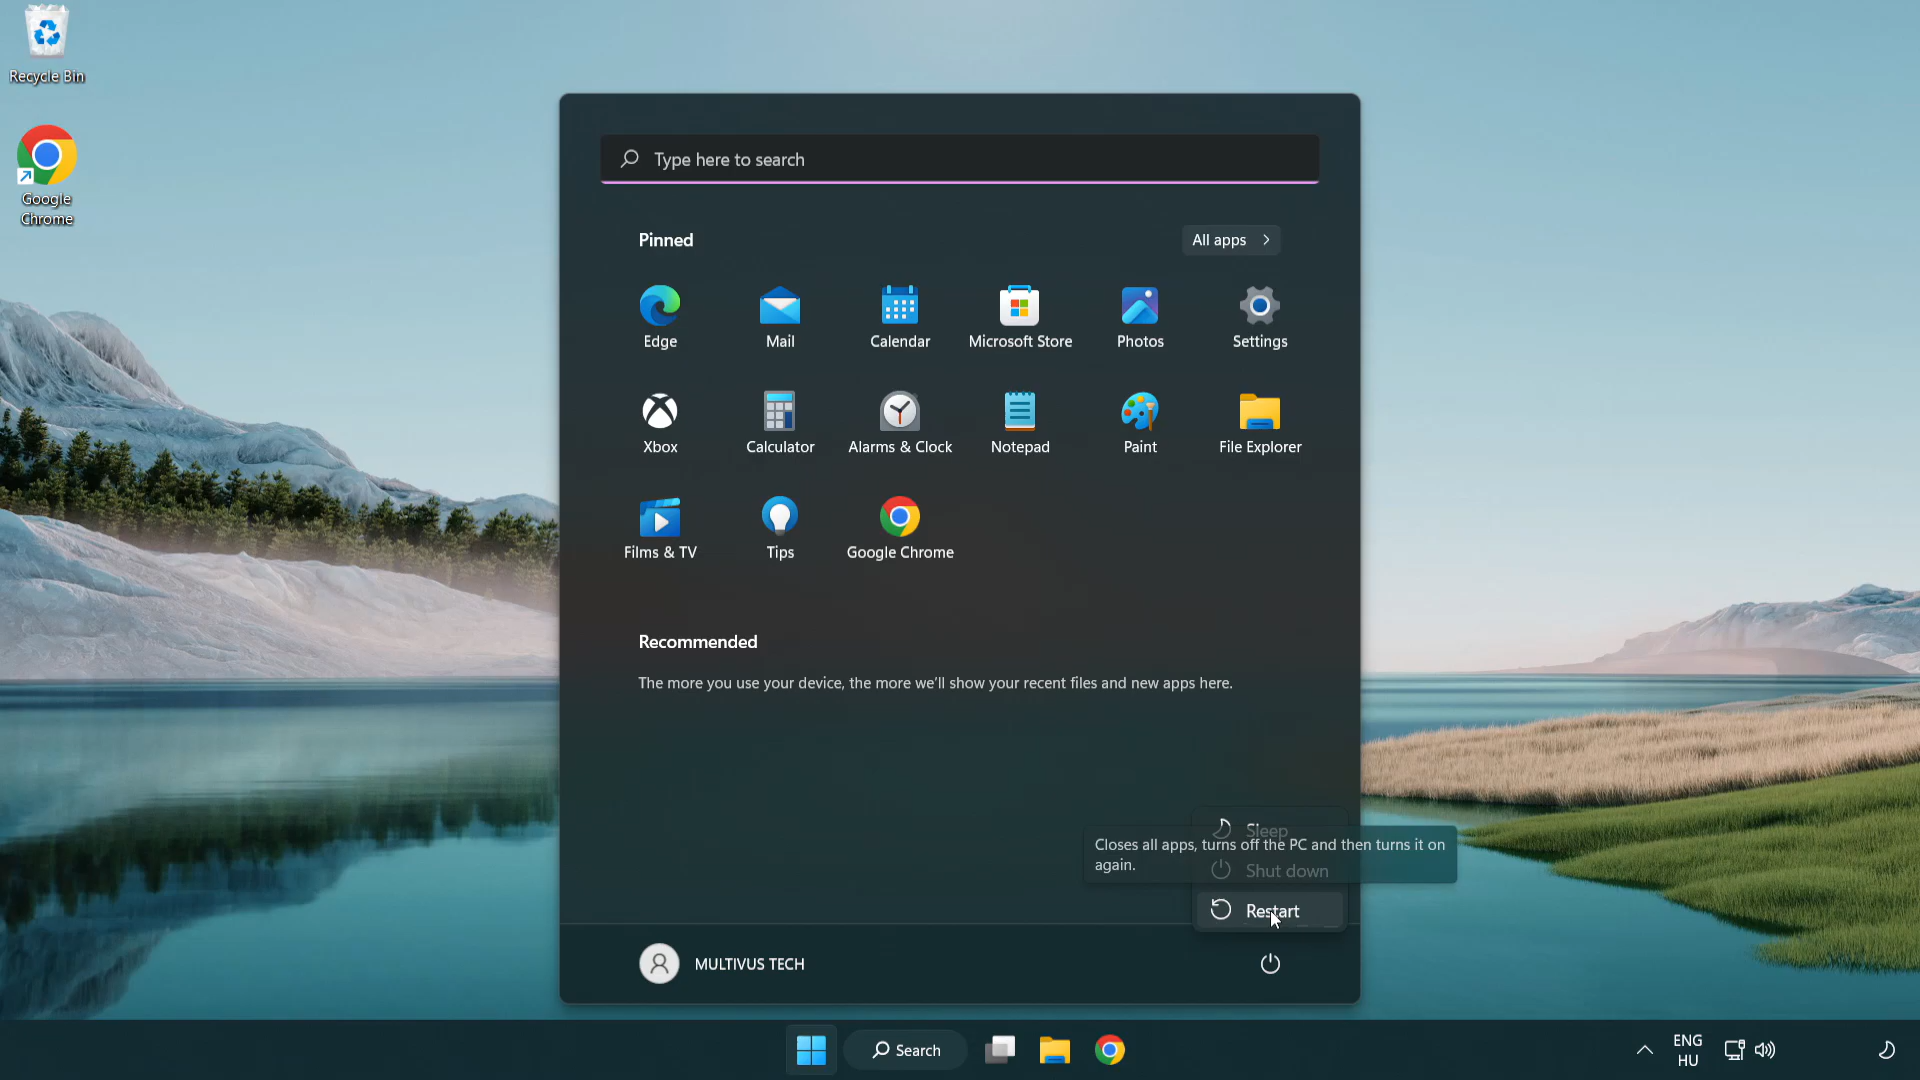 Recycle Bin
Google
Chrome
Type here to search
Pinned
All apps
Edge
Mail
Calendar
Microsoft Store
Photos
Settings
Xbox
Calculator
Alarms & Clock
Notepad
Paint
File Explorer
Films & TV
Tips
Google Chrome
Recommended
The more you use your device, the more we'll show your recent files and new apps here.
Sleep
Closes all apps, turns off the PC and then turns it on
again.
Shut down
Restart
MULTIVUS TECH
Search
ENG
HU